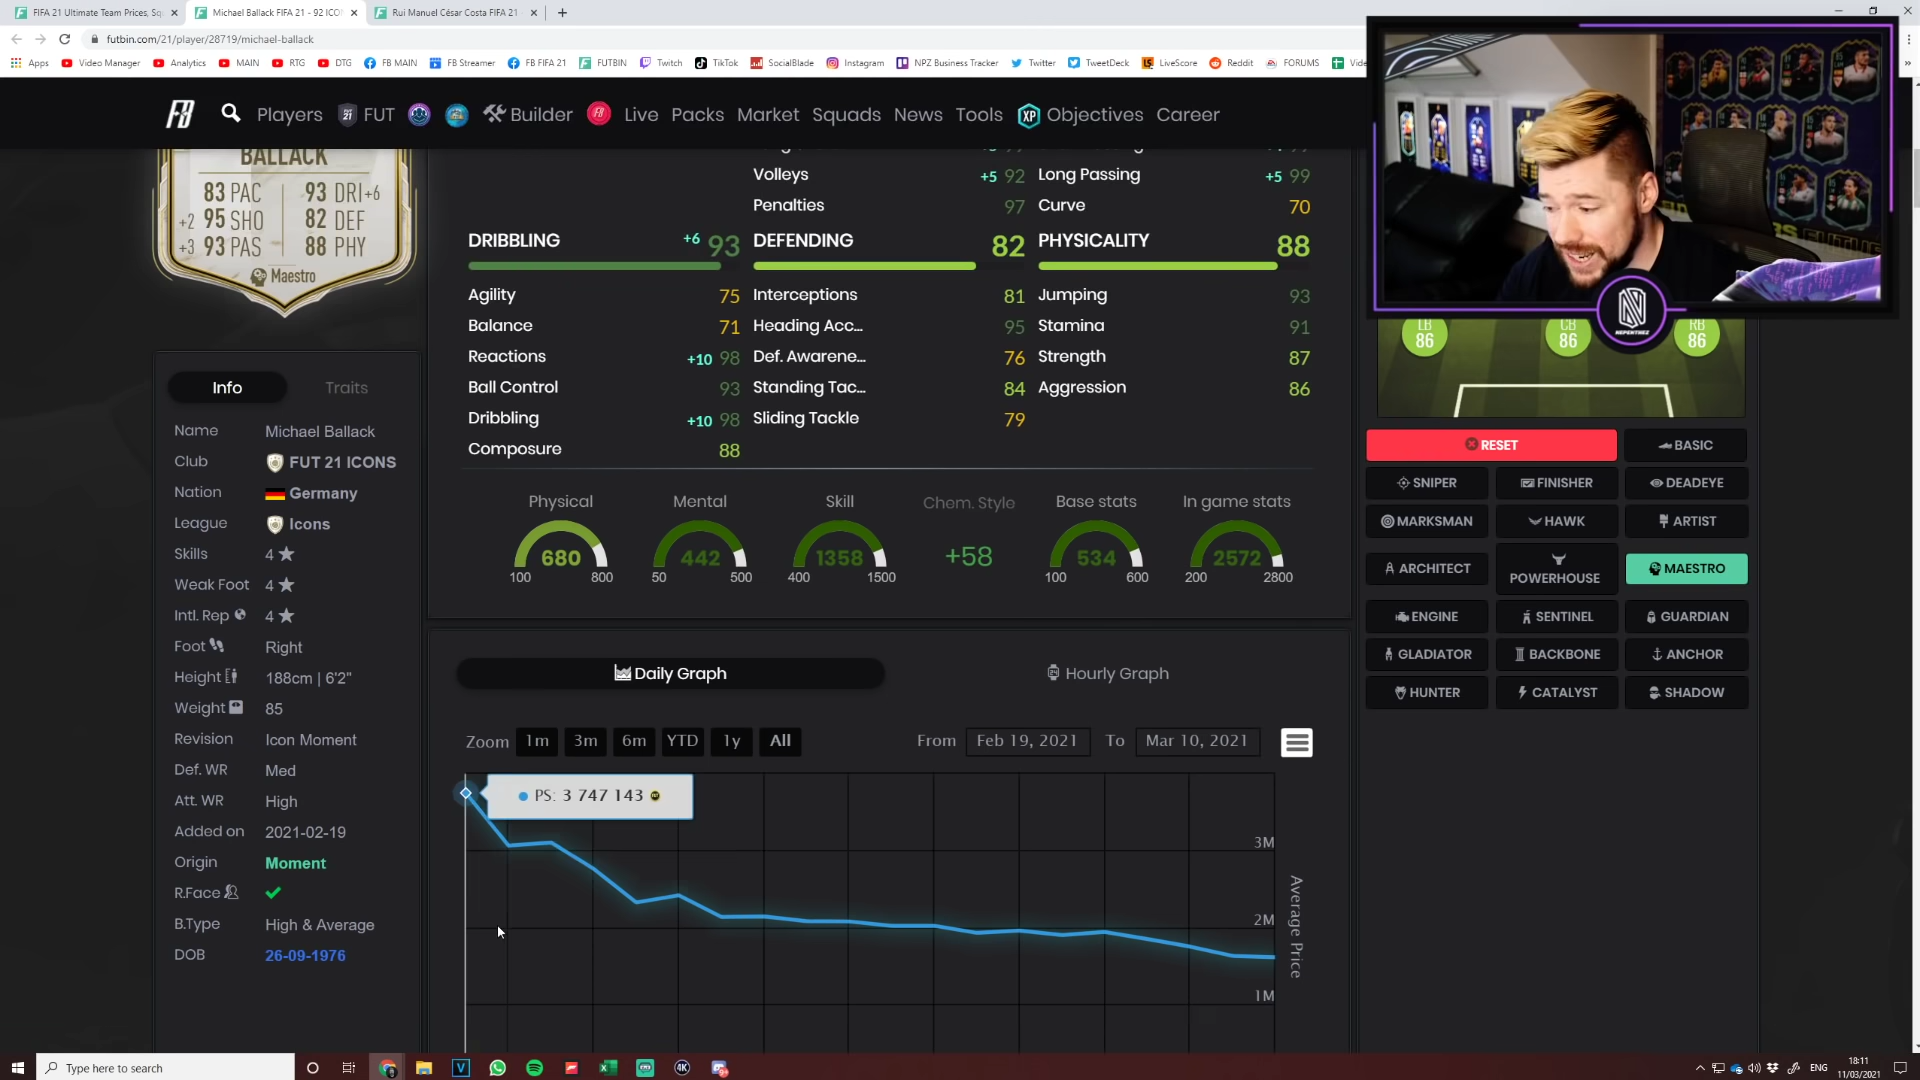 FIFA 21 Ultimate Team Prices, Sq
Michael Ballack FIFA 21 - 92 ICO
Rui Manuel César Costa FIFA 21
futbin.com/21/player/28719/michael-ballack
Apps Video Manager Analytics MAIN RTG DTG FB MAIN FB Streamer FB FIFA 21 FUTBIN Twitch TikTok SocialBlade Instagram NPZ Business Tracker Twitter TweetDeck LiveScore Reddit FORUMS Vide
FB Players 21 FUT Builder Live Packs Market Squads News Tools XP Objectives Career
BALLACK
83 PAC 93 DRI+6
+2 95 SHO 82 DEF
+3 93 PAS 88 PHY
Maestro
Volleys +5 92
Penalties 97
Long Passing +5 99
Curve 70
DRIBBLING +6 93
Agility 75
Balance 71
Reactions +10 98
Ball Control 93
Dribbling +10 98
Composure 88
DEFENDING 82
Interceptions 81
Heading Acc... 95
Def. Awarene... 76
Standing Tac... 84
Sliding Tackle 79
PHYSICALITY 88
Jumping 93
Stamina 91
Strength 87
Aggression 86
Physical Mental Skill Chem. Style Base stats In game stats
680 442 1358 +58 534 2572
100 800 50 500 400 1500 100 600 200 2800
Info Traits
Name Michael Ballack
Club FUT 21 ICONS
Nation Germany
League Icons
Skills 4
Weak Foot 4
Intl. Rep 4
Foot Right
Height 188cm | 6'2"
Weight 85
Revision Icon Moment
Def. WR Med
Att. WR High
Added on 2021-02-19
Origin Moment
R.Face
B.Type High & Average
DOB 26-09-1976
Daily Graph Hourly Graph
Zoom 1m 3m 6m YTD 1y All
From Feb 19, 2021 To Mar 10, 2021
PS: 3 747 143
3M
2M
1M
Average Price
NEPENTHEZ
LB 86
CB 86
RB 86
RESET BASIC
SNIPER FINISHER DEADEYE
MARKSMAN HAWK ARTIST
ARCHITECT POWERHOUSE MAESTRO
ENGINE SENTINEL GUARDIAN
GLADIATOR BACKBONE ANCHOR
HUNTER CATALYST SHADOW
Type here to search
ENG
18:11
11/03/2021